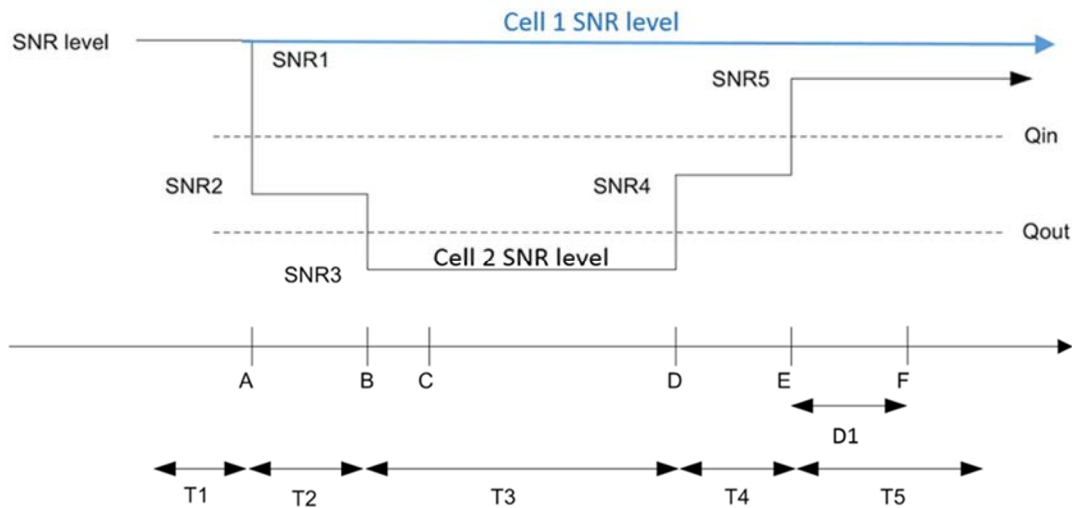 Cell 1 SNR level
SNR level
SNR1
SNR5
Qin
SNR2
SNR4
Qout
Cell 2 SNR level
SNR3
A B C D E F
D1
T1 T2 T3 T4 T5